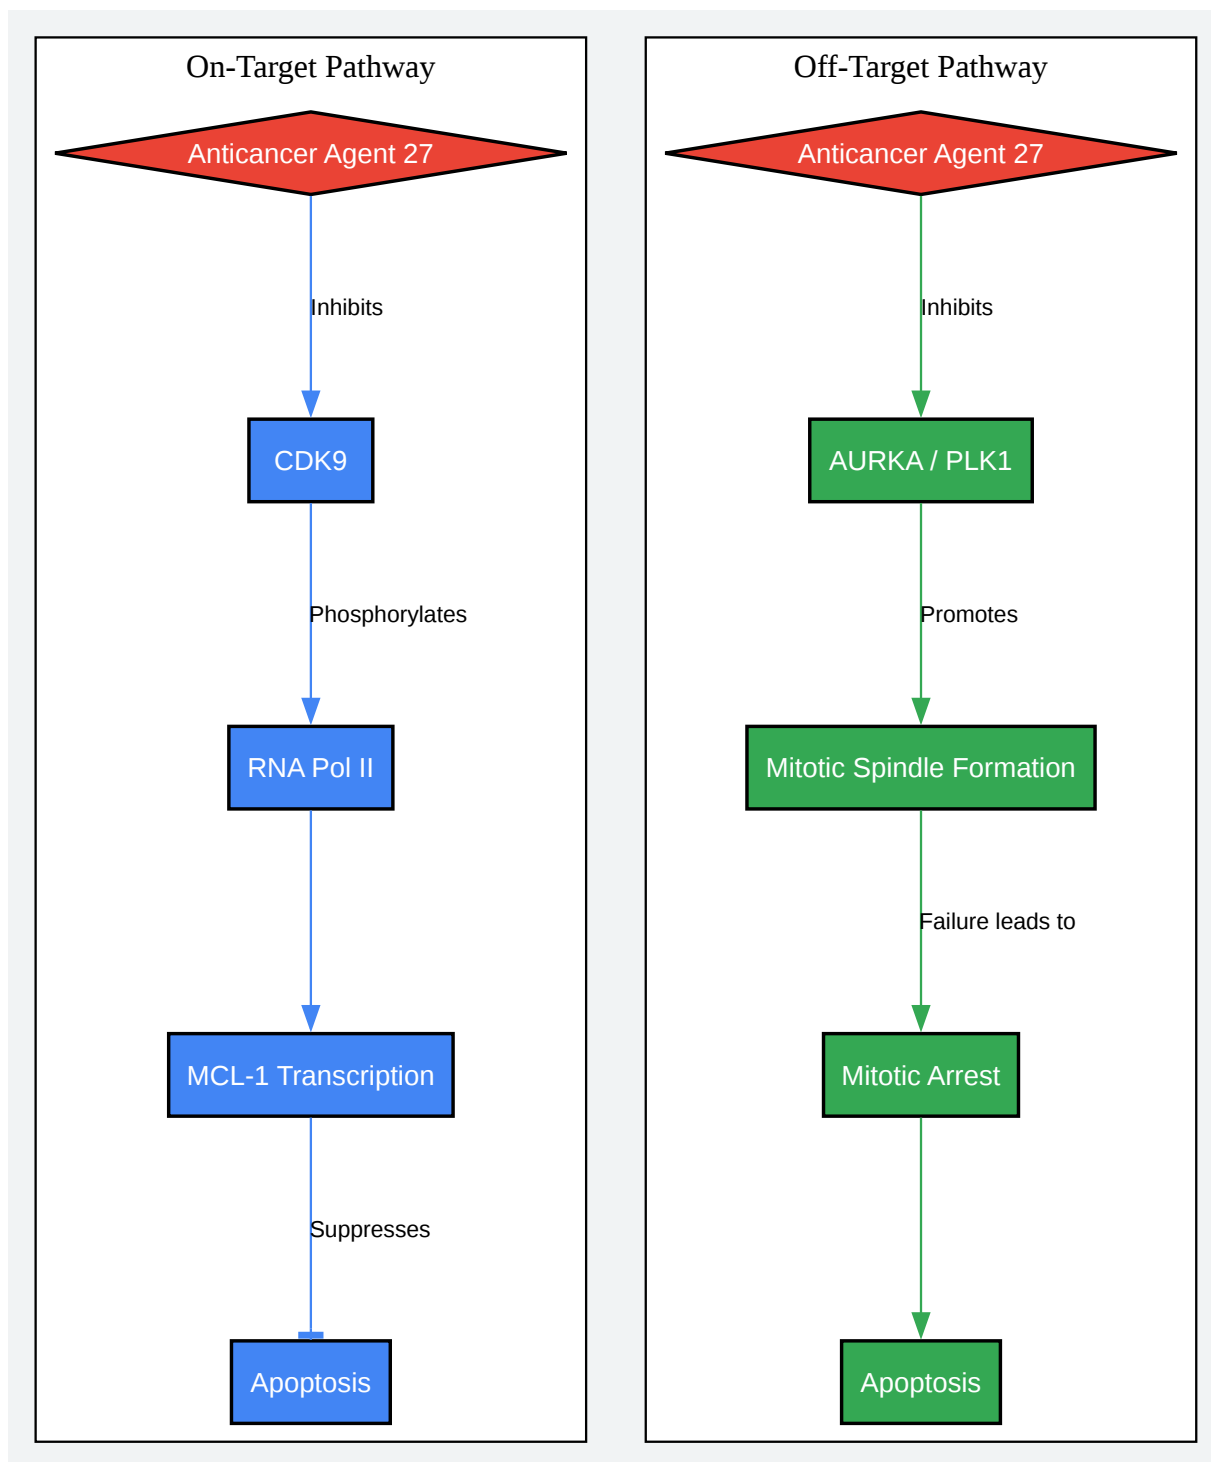 On-Target Pathway
Anticancer Agent 27
Inhibits
CDK9
Phosphorylates
RNA Pol II
MCL-1 Transcription
Suppresses
Apoptosis
Off-Target Pathway
Anticancer Agent 27
Inhibits
AURKA / PLK1
Promotes
Mitotic Spindle Formation
Failure leads to
Mitotic Arrest
Apoptosis